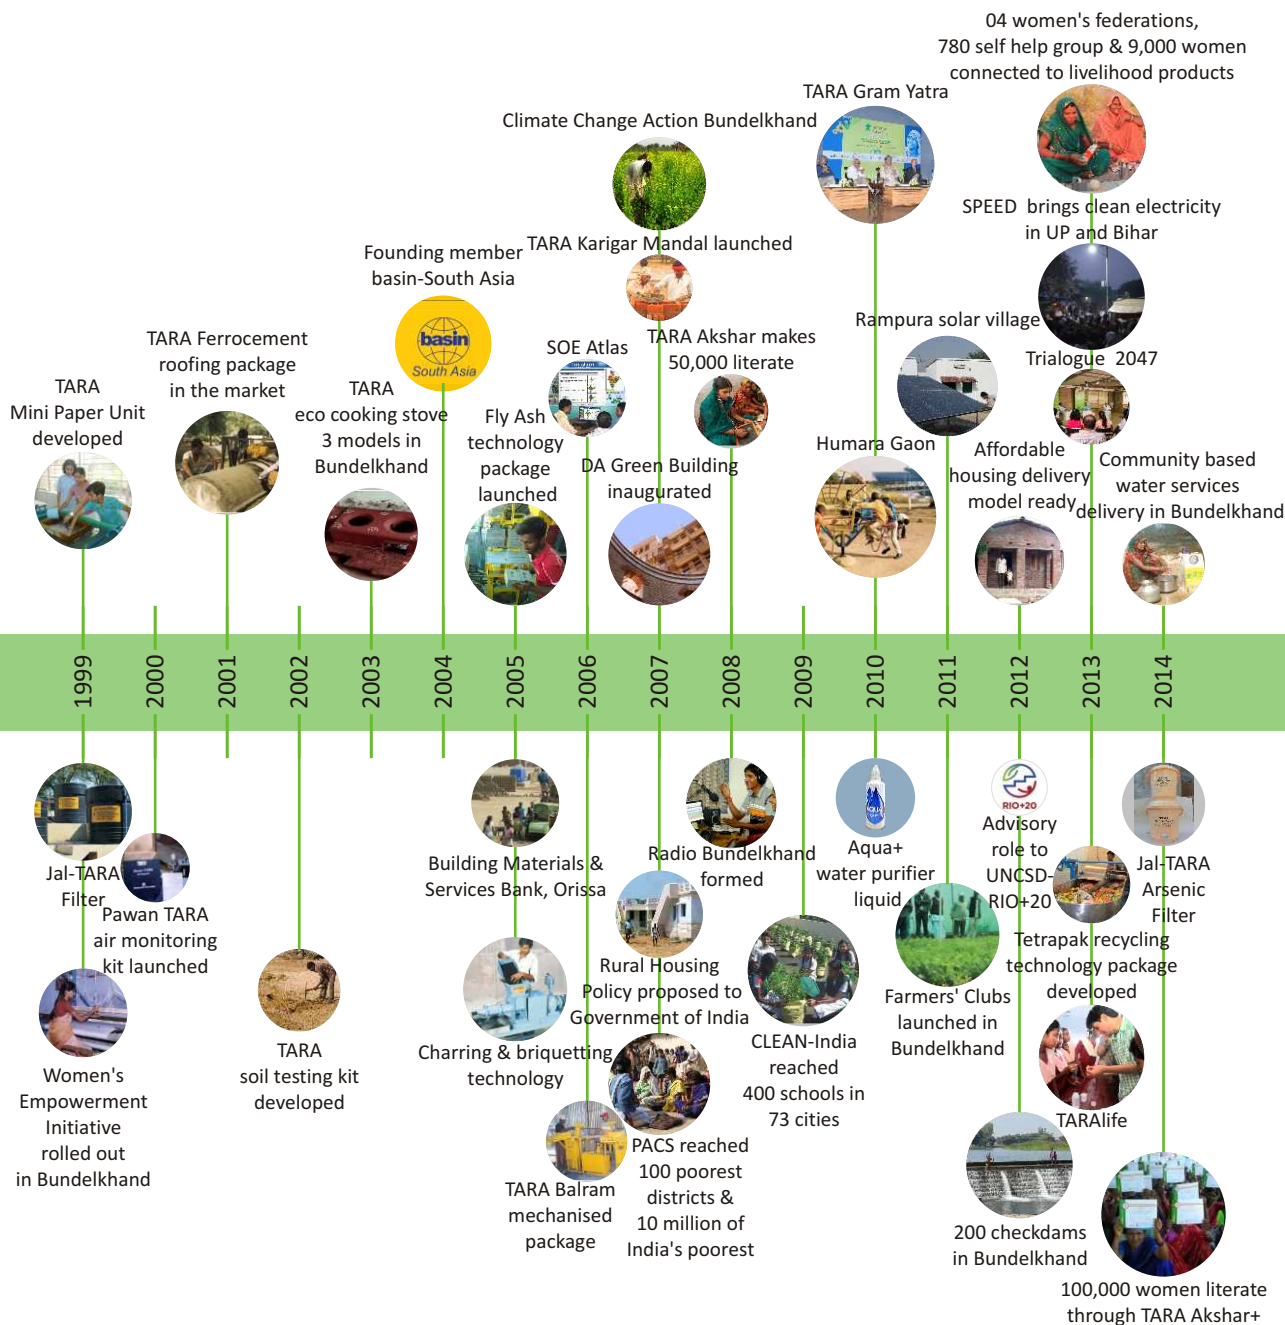 04 women's federations,
780 self help group & 9,000 women
connected to livelihood products
TARA Gram Yatra
Climate Change Action Bundelkhand
SPEED brings clean electricity
in UP and Bihar
TARA Karigar Mandal launched
Founding member
basin-South Asia
basin
South Asia
Rampura solar village
TARA Ferrocement
roofing package
in the market
SOE Atlas
TARA Akshar makes
50,000 literate
Trialogue 2047
TARA
Mini Paper Unit
developed
TARA
eco cooking stove
3 models in
Bundelkhand
Fly Ash
technology
package
launched
DA Green Building
inaugurated
Humara Gaon
Affordable
housing delivery
model ready
Community based
water services
delivery in Bundelkhand
1999
2000
2001
2002
2003
2004
2005
2006
2007
2008
2009
2010
2011
2012
2013
2014
Jal-TARA
Filter
Pawan TARA
air monitoring
kit launched
Women's
Empowerment
Initiative
rolled out
in Bundelkhand
TARA
soil testing kit
developed
Building Materials &
Services Bank, Orissa
Charring & briquetting
technology
TARA Balram
mechanised
package
Rural Housing
Policy proposed to
Government of India
PACS reached
100 poorest
districts &
10 million of
India's poorest
Radio Bundelkhand
formed
CLEAN-India
reached
400 schools in
73 cities
AQUA
Aqua+
water purifier
liquid
Farmers' Clubs
launched in
Bundelkhand
RIO+20
Advisory
role to
UNCSD-
RIO+20
200 checkdams
in Bundelkhand
Tetrapak recycling
technology package
developed
TARAlife
Jal-TARA
Arsenic
Filter
100,000 women literate
through TARA Akshar+